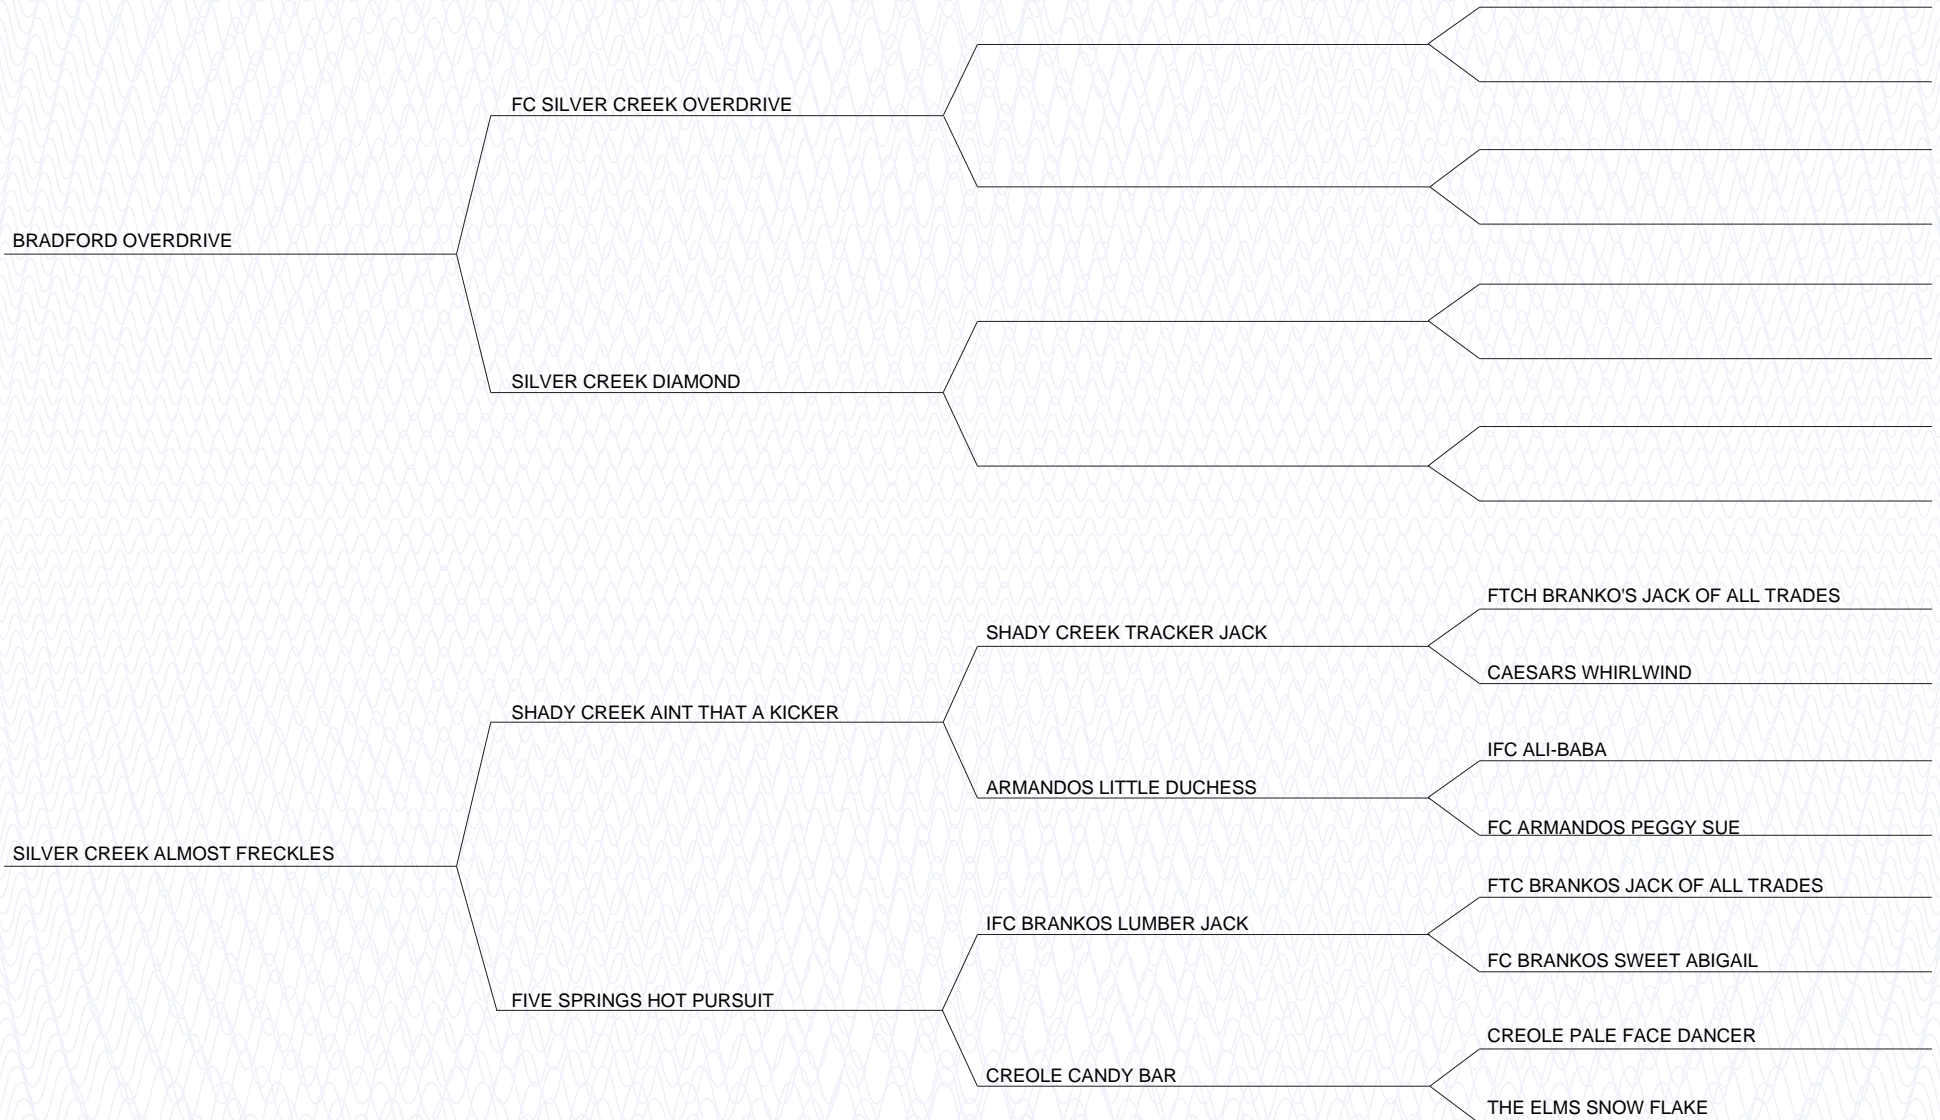 FC SILVER CREEK OVERDRIVE
BRADFORD OVERDRIVE
SILVER CREEK DIAMOND
FTCH BRANKO'S JACK OF ALL TRADES
SHADY CREEK TRACKER JACK
CAESARS WHIRLWIND
SHADY CREEK AINT THAT A KICKER
IFC ALI-BABA
ARMANDOS LITTLE DUCHESS
FC ARMANDOS PEGGY SUE
SILVER CREEK ALMOST FRECKLES
FTC BRANKOS JACK OF ALL TRADES
IFC BRANKOS LUMBER JACK
FC BRANKOS SWEET ABIGAIL
FIVE SPRINGS HOT PURSUIT
CREOLE PALE FACE DANCER
CREOLE CANDY BAR
THE ELMS SNOW FLAKE